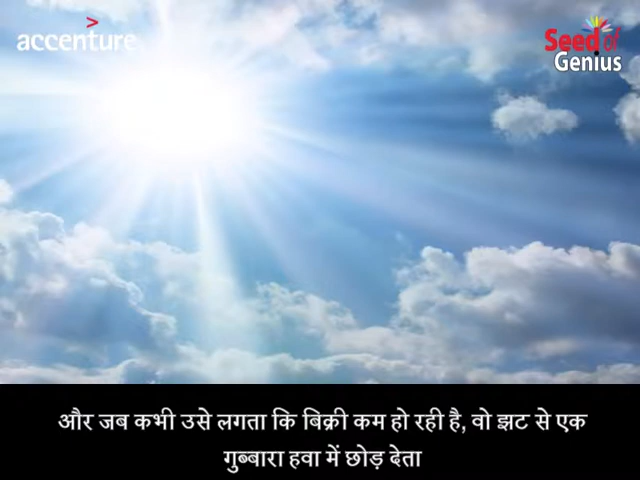 accenture
Seed of
Genius
और जब कभी उसे लगता कि बिक्री कम हो रही है, वो झट से एक
गुब्बारा हवा में छोड़ देता